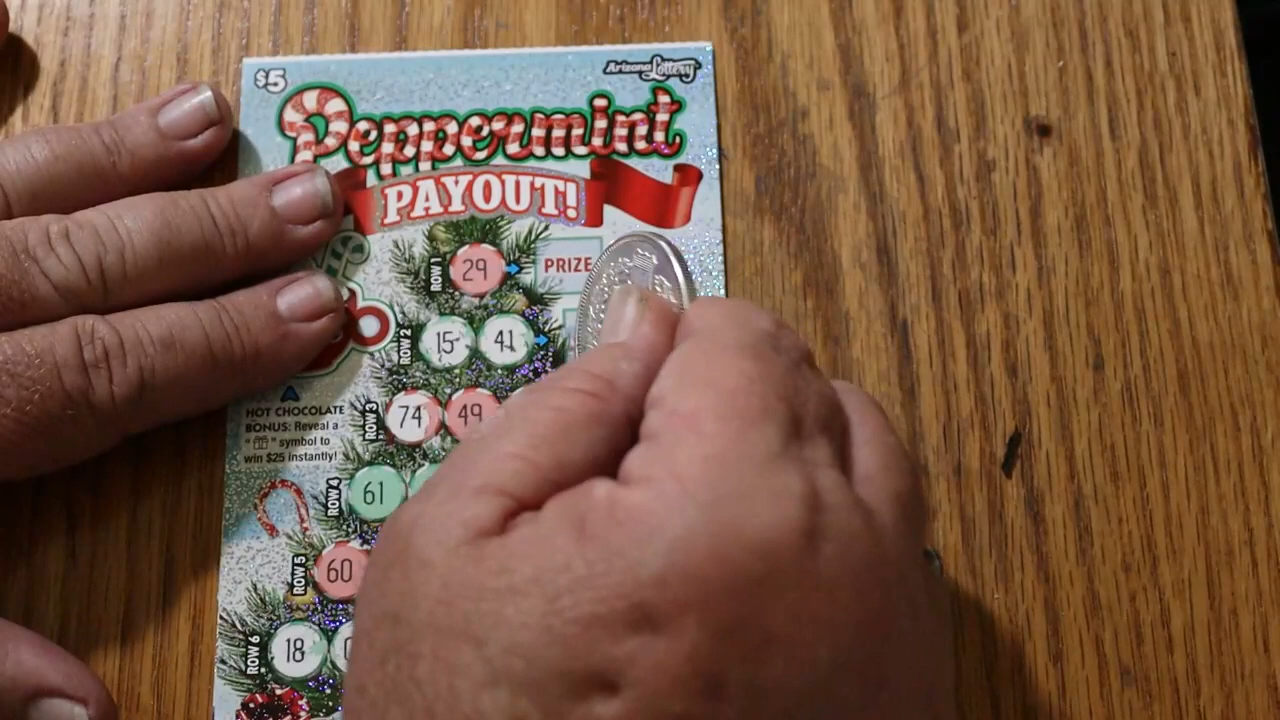 $5
Arizona Lottery
Peppermint
PAYOUT!
ROW 1 29 PRIZE
ROW 2 15 41
ROW 3 74 49
HOT CHOCOLATE
BONUS: Reveal a
" " symbol to
win $25 instantly!
ROW 4 61
ROW 5 60
ROW 6 18